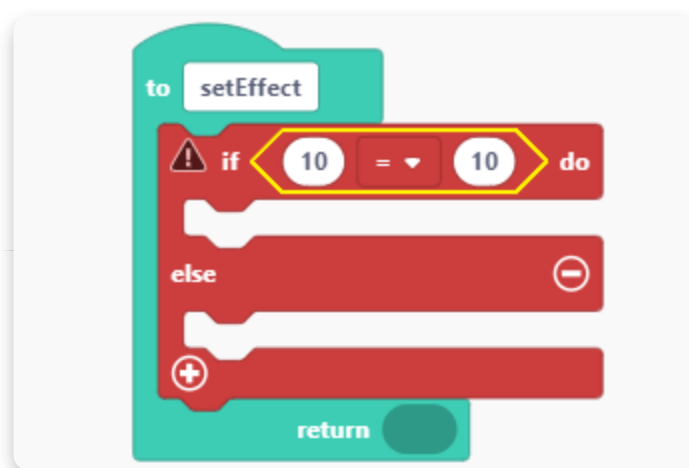 to setEffect
if 10 = 10 do
else
return